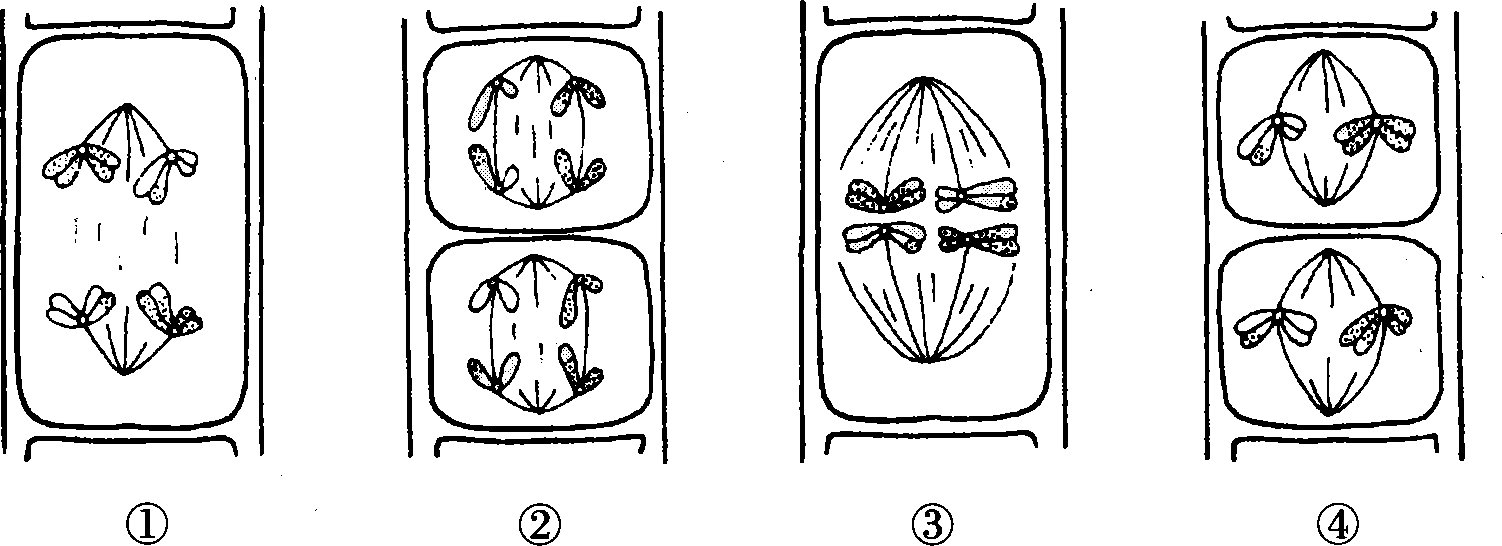 ① ② ③ ④